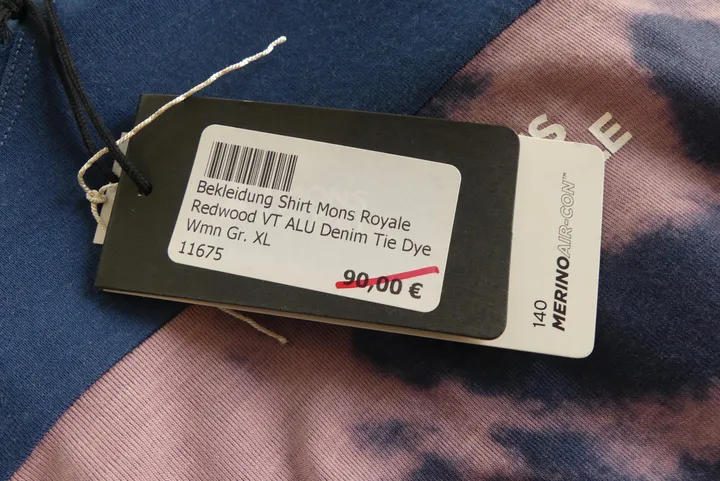 Bekleidung Shirt Mons Royale
Redwood VT ALU Denim Tie Dye
Wmn Gr. XL
11675
90,00 €
140
MERINOAIR-CON™